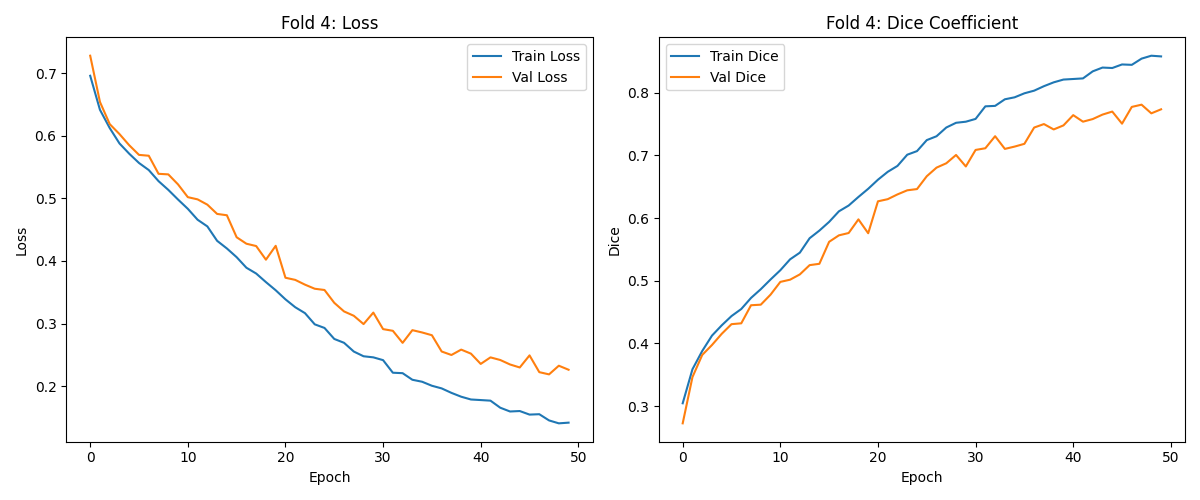 Fold 4: Loss
Train Loss
Val Loss
0.7
0.6
0.5
0.4
0.3
0.2
Loss
0 10 20 30 40 50
Epoch
Fold 4: Dice Coefficient
Train Dice
Val Dice
0.8
0.7
0.6
0.5
0.4
0.3
Dice
0 10 20 30 40 50
Epoch